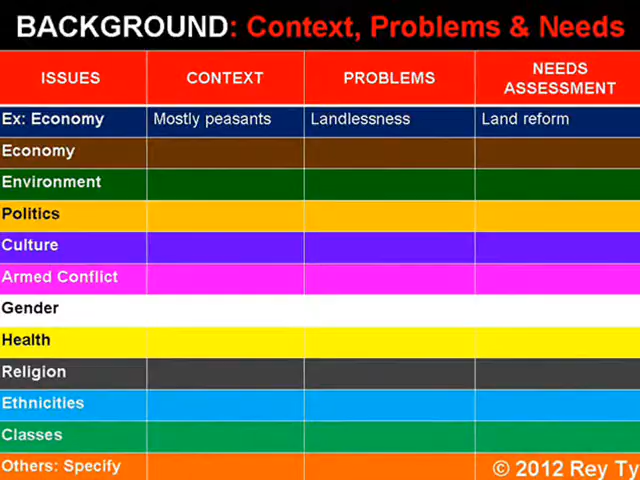 BACKGROUND: Context, Problems & Needs
ISSUES CONTEXT PROBLEMS NEEDS ASSESSMENT
Ex: Economy Mostly peasants Landlessness Land reform
Economy
Environment
Politics
Culture
Armed Conflict
Gender
Health
Religion
Ethnicities
Classes
Others: Specify
© 2012 Rey Ty